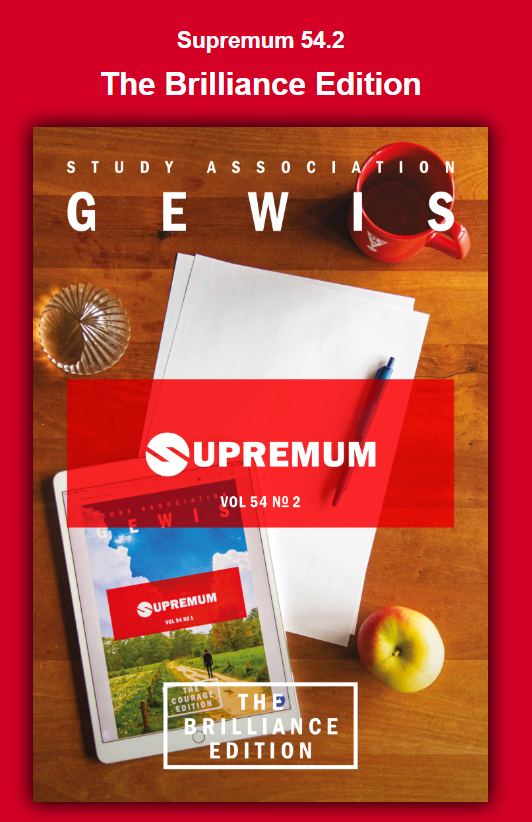 Supremum 54.2
The Brilliance Edition
STUDY ASSOCIATION
GEWIS
SUPREMUM
VOL 54 Nº 2
STUDY ASSOCIATION
GEWIS
SUPREMUM
VOL 54 Nº 1
THE
COURAGE
EDITION
THE
BRILLIANCE
EDITION